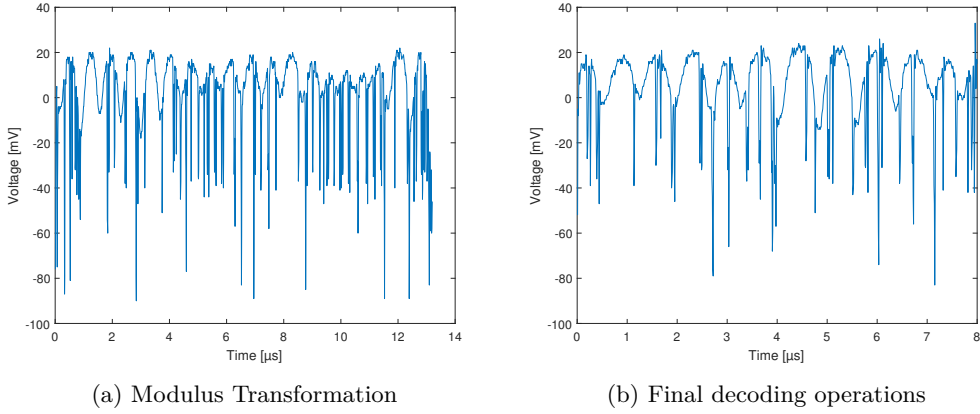 40
20
0
-20
-40
-60
-80
-100
Voltage [mV]
0 2 4 6 8 10 12 14
Time [µs]
(a) Modulus Transformation
40
20
0
-20
-40
-60
-80
-100
Voltage [mV]
0 1 2 3 4 5 6 7 8
Time [µs]
(b) Final decoding operations